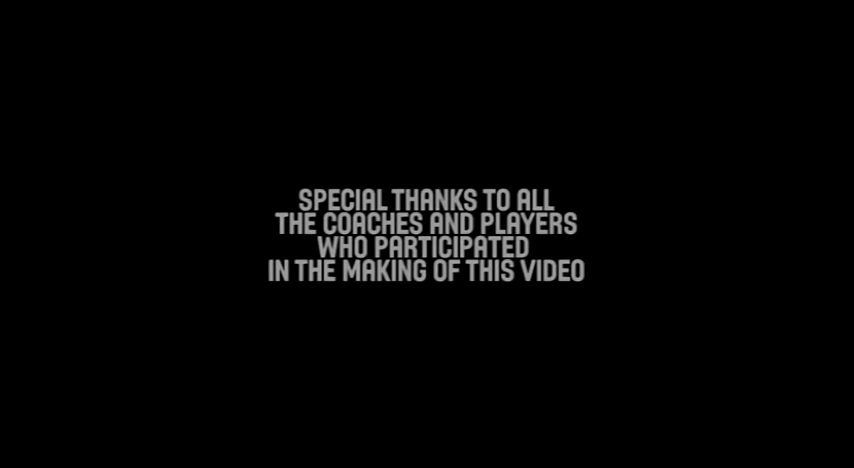 SPECIAL THANKS TO ALL
THE COACHES AND PLAYERS
WHO PARTICIPATED
IN THE MAKING OF THIS VIDEO